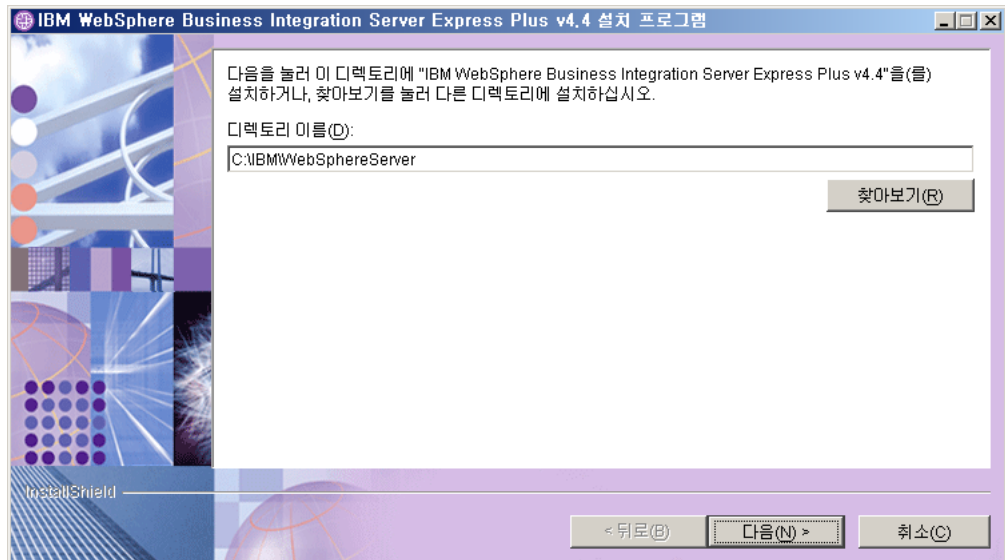 IBM WebSphere Business Integration Server Express Plus v4.4 설치 프로그램
다음을 눌러 이 디렉토리에 "IBM WebSphere Business Integration Server Express Plus v4.4"을(를)
설치하거나, 찾아보기를 눌러 다른 디렉토리에 설치하십시오.
디렉토리 이름(D):
C:\IBM\WebSphereServer
찾아보기(R)
InstallShield
< 뒤로(B)
다음(N) >
취소(C)